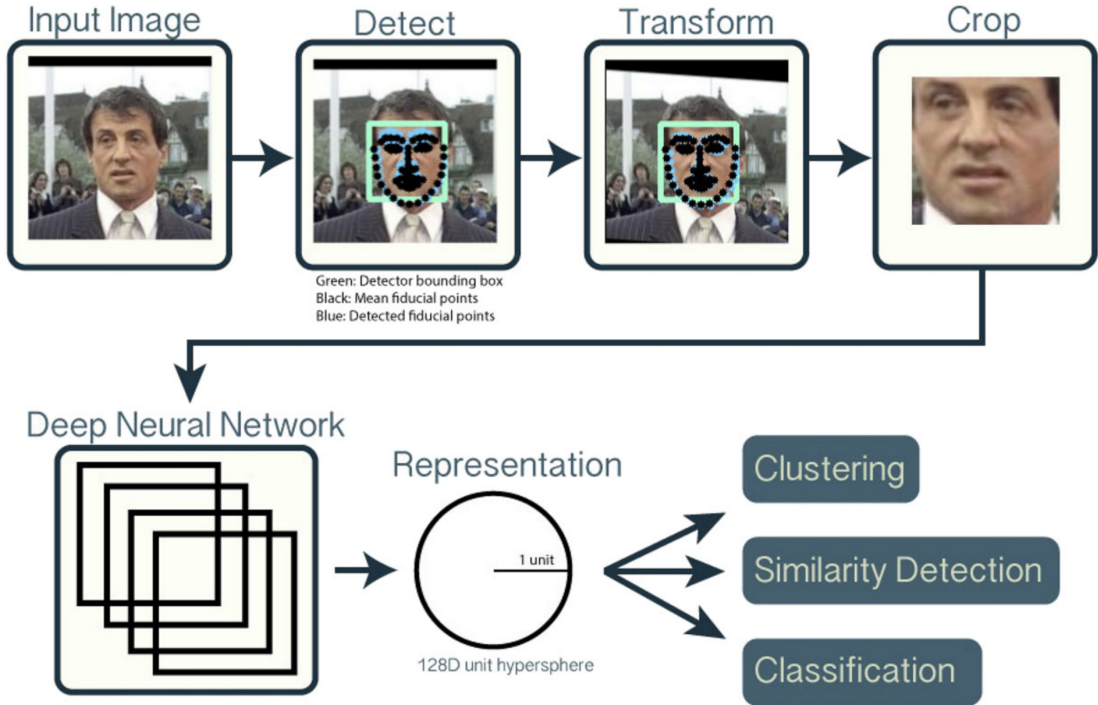 Input Image
Detect
Transform
Crop
Green: Detector bounding box
Black: Mean fiducial points
Blue: Detected fiducial points
Deep Neural Network
Representation
1 unit
128D unit hypersphere
Clustering
Similarity Detection
Classification